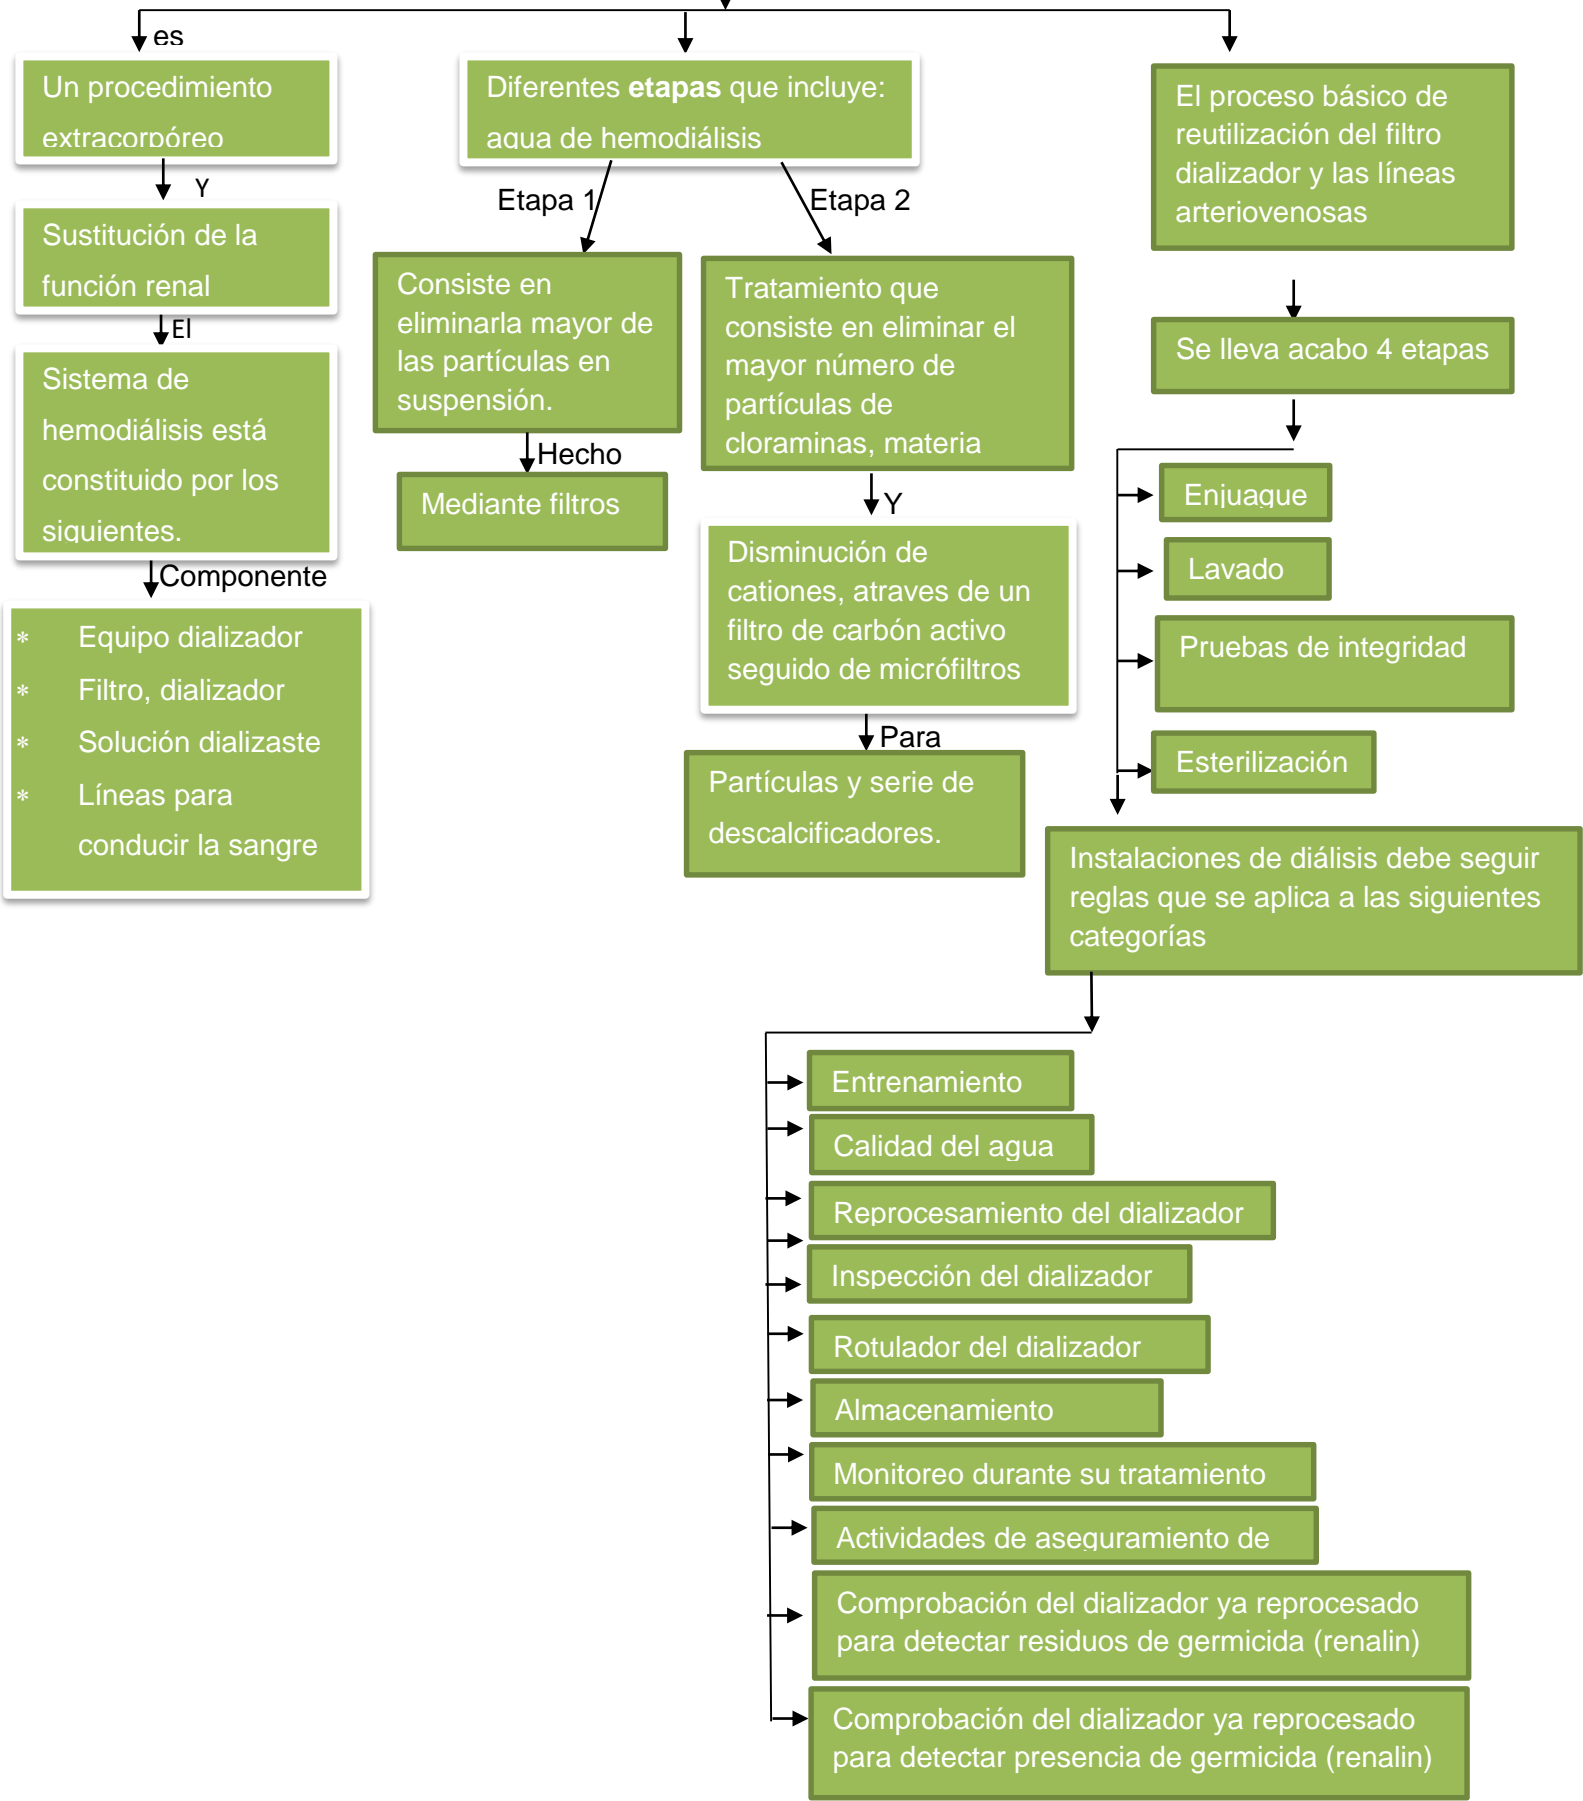 es
Un procedimiento
extracorpóreo
Y
Sustitución de la
función renal
El
Sistema de
hemodiálisis está
constituido por los
siguientes.
Componente
* Equipo dializador
* Filtro, dializador
* Solución dializaste
* Líneas para
conducir la sangre
Diferentes etapas que incluye:
agua de hemodiálisis
Etapa 1
Consiste en
eliminarla mayor de
las partículas en
suspensión.
Hecho
Mediante filtros
Etapa 2
Tratamiento que
consiste en eliminar el
mayor número de
partículas de
cloraminas, materia
Y
Disminución de
cationes, atraves de un
filtro de carbón activo
seguido de micrófiltros
Para
Partículas y serie de
descalcificadores.
El proceso básico de
reutilización del filtro
dializador y las líneas
arteriovenosas
Se lleva acabo 4 etapas
Enjuague
Lavado
Pruebas de integridad
Esterilización
Instalaciones de diálisis debe seguir
reglas que se aplica a las siguientes
categorías
Entrenamiento
Calidad del agua
Reprocesamiento del dializador
Inspección del dializador
Rotulador del dializador
Almacenamiento
Monitoreo durante su tratamiento
Actividades de aseguramiento de
Comprobación del dializador ya reprocesado
para detectar residuos de germicida (renalin)
Comprobación del dializador ya reprocesado
para detectar presencia de germicida (renalin)